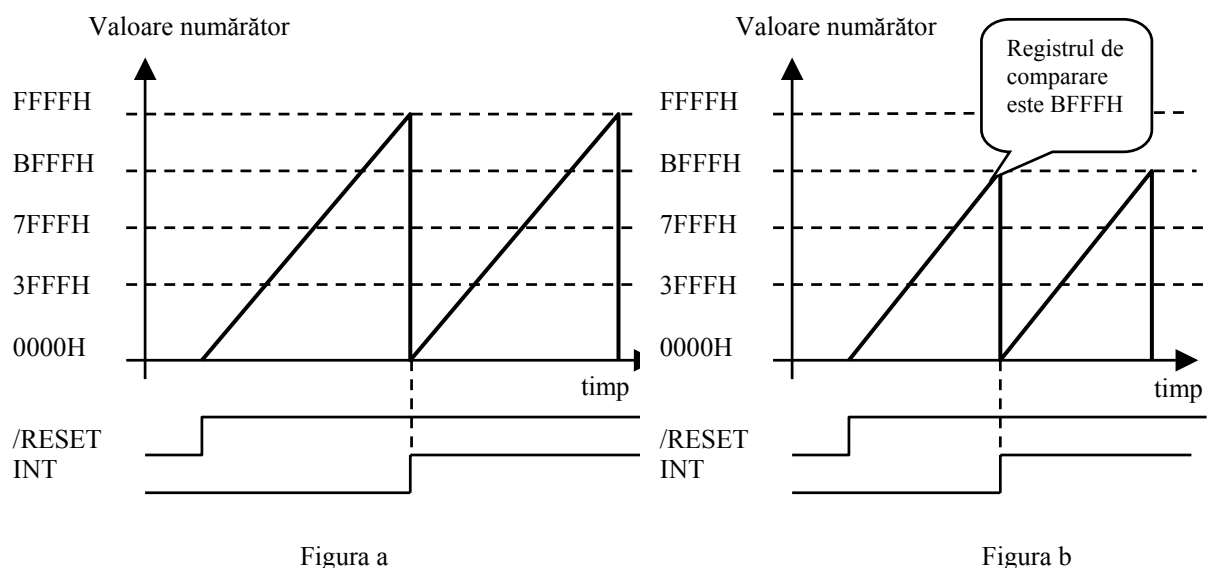 Valoare numărător
FFFFH
BFFFH
7FFFH
3FFFH
0000H
timp
/RESET
INT
Figura a
Valoare numărător
Registrul de
comparare
este BFFFH
FFFFH
BFFFH
7FFFH
3FFFH
0000H
timp
/RESET
INT
Figura b